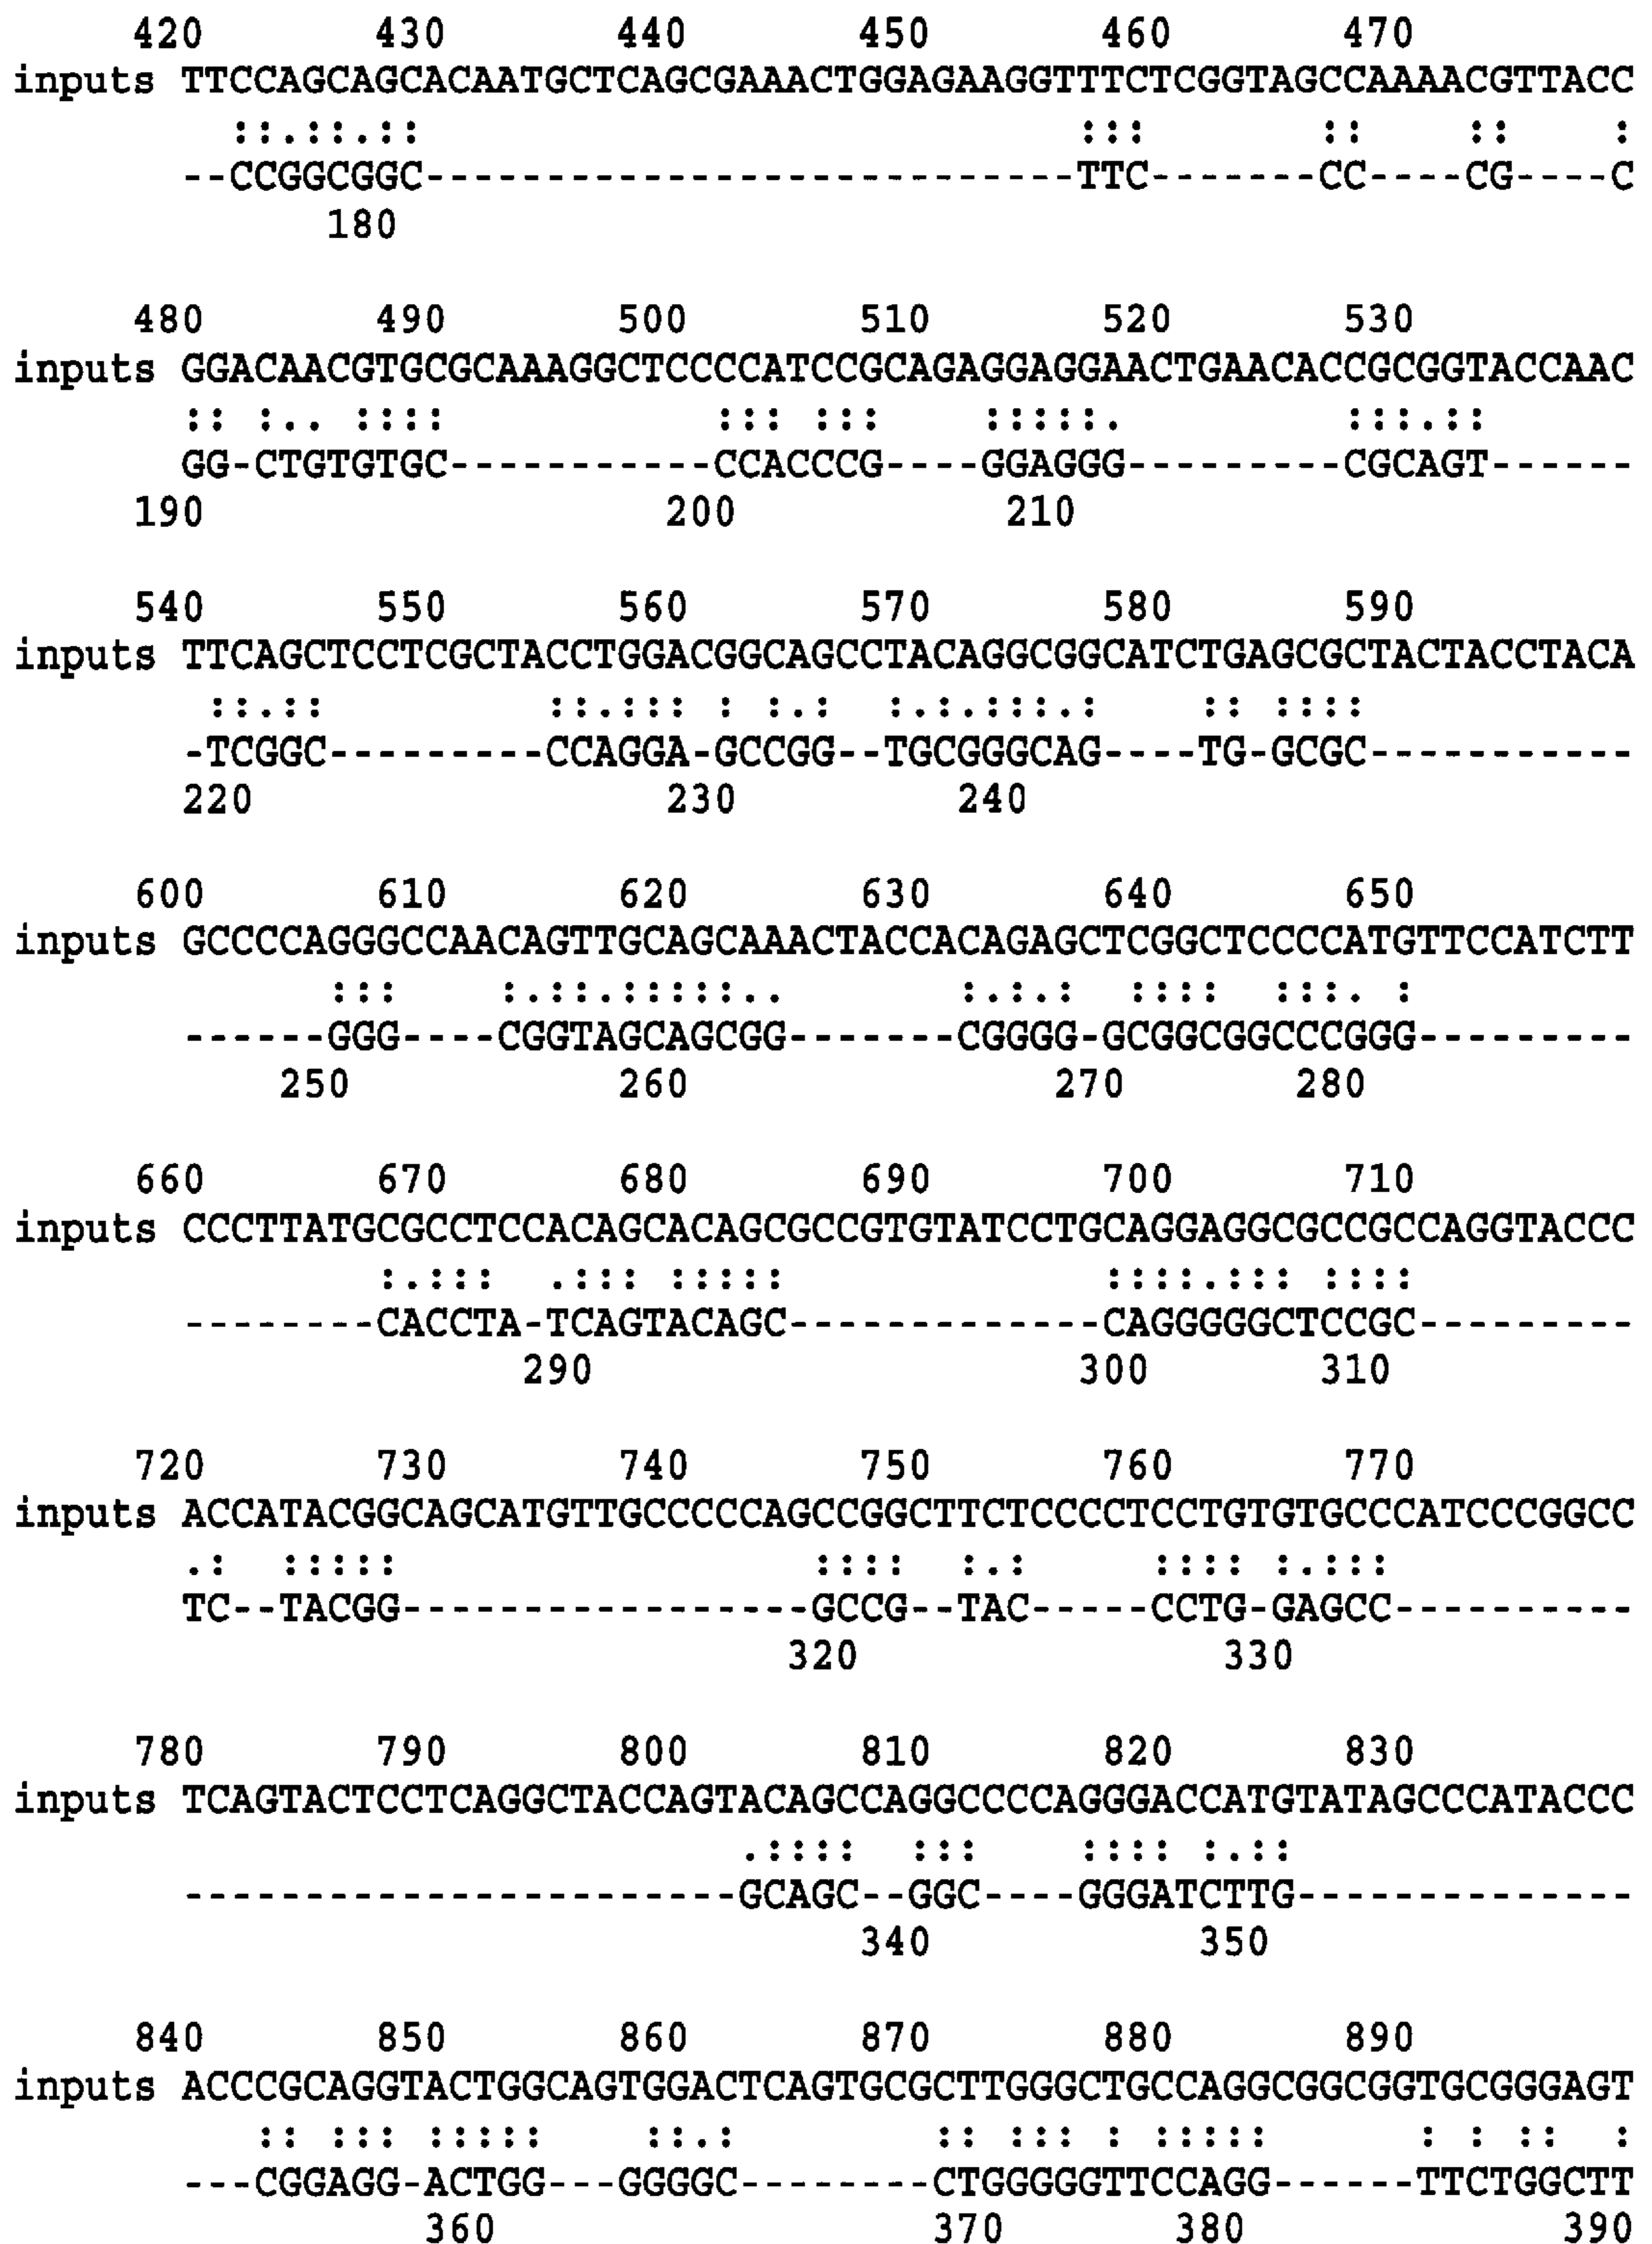 420 430 440 450 460 470
inputs TTCCAGCAGCACAATGCTCAGCGAAACTGGAGAAGGTTTCTCGGTAGCCAAAACGTTACC
::.::.:: ::: :: :: :
--CCGGCGGC---------------------------TTC-------CC----CG----C
180
480 490 500 510 520 530
inputs GGACAACGTGCGCAAAGGCTCCCCATCCGCAGAGGAGGAACTGAACACCGCGGTACCAAC
:: :.. :::: ::: ::: :::::. :::.::
GG-CTGTGTGC-----------CCACCCG----GGAGGG---------CGCAGT------
190 200 210
540 550 560 570 580 590
inputs TTCAGCTCCTCGCTACCTGGACGGCAGCCTACAGGCGGCATCTGAGCGCTACTACCTACA
::.:: ::.::: : :.: :.:.:::.: :: ::::
-TCGGC---------CCAGGA-GCCGG--TGCGGGCAG----TG-GCGC-----------
220 230 240
600 610 620 630 640 650
inputs GCCCCAGGGCCAACAGTTGCAGCAAACTACCACAGAGCTCGGCTCCCCATGTTCCATCTT
::: :.::.:::::.. :.:.: :::: :::. :
------GGG----CGGTAGCAGCGG-------CGGGG-GCGGCGGCCCGGG---------
250 260 270 280
660 670 680 690 700 710
inputs CCCTTATGCGCCTCCACAGCACAGCGCCGTGTATCCTGCAGGAGGCGCCGCCAGGTACCC
:.::: .::: ::::: ::::.::: ::::
--------CACCTA-TCAGTACAGC-------------CAGGGGGCTCCGC---------
290 300 310
720 730 740 750 760 770
inputs ACCATACGGCAGCATGTTGCCCCCAGCCGGCTTCTCCCCTCCTGTGTGCCCATCCCGGCC
.: ::::: :::: :.: :::: :.:::
TC--TACGG-----------------GCCG--TAC-----CCTG-GAGCC----------
320 330
780 790 800 810 820 830
inputs TCAGTACTCCTCAGGCTACCAGTACAGCCAGGCCCCAGGGACCATGTATAGCCCATACCC
.:::: ::: :::: :.::
-----------------------GCAGC--GGC----GGGATCTTG--------------
340 350
840 850 860 870 880 890
inputs ACCCGCAGGTACTGGCAGTGGACTCAGTGCGCTTGGGCTGCCAGGCGGCGGTGCGGGAGT
:: ::: ::::: ::.: :: ::: : ::::: : : :: :
---CGGAGG-ACTGG---GGGGC--------CTGGGGGTTCCAGG------TTCTGGCTT
360 370 380 390